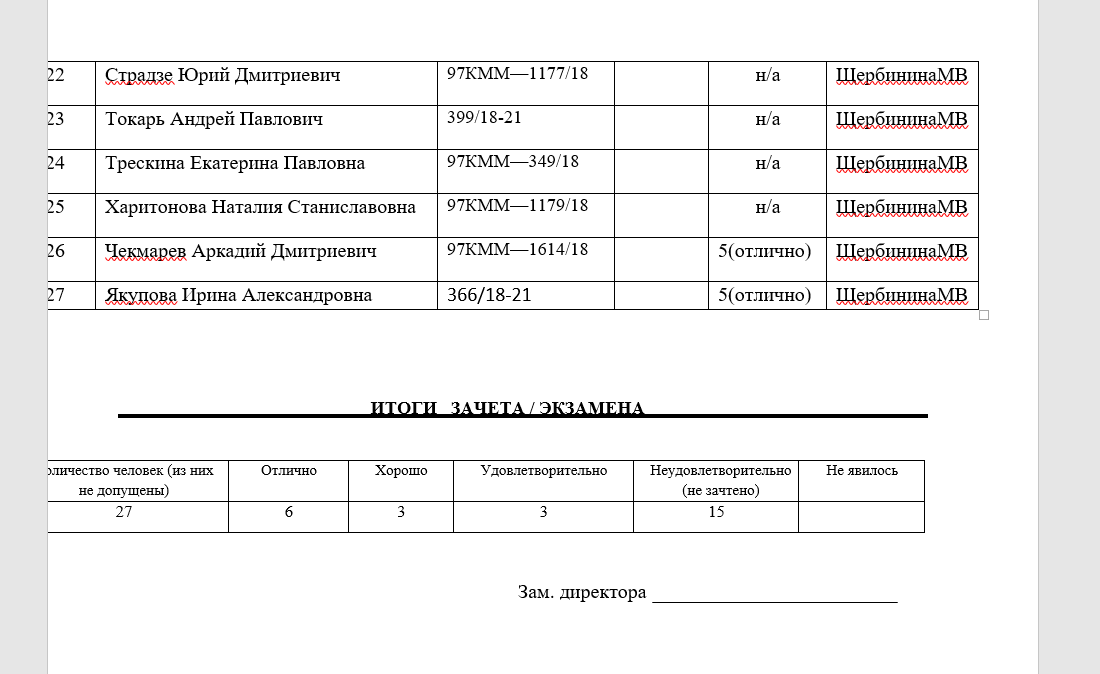 22 Страдзе Юрий Дмитриевич 97КММ—1177/18 н/а ЩербининаМВ
23 Токарь Андрей Павлович 399/18-21 н/а ЩербининаМВ
24 Трескина Екатерина Павловна 97КММ—349/18 н/а ЩербининаМВ
25 Харитонова Наталия Станиславовна 97КММ—1179/18 н/а ЩербининаМВ
26 Чекмарев Аркадий Дмитриевич 97КММ—1614/18 5(отлично) ЩербининаМВ
27 Якупова Ирина Александровна 366/18-21 5(отлично) ЩербининаМВ
ИТОГИ ЗАЧЕТА / ЭКЗАМЕНА
оличество человек (из них Отлично Хорошо Удовлетворительно Неудовлетворительно Не явилось
не допущены) (не зачтено)
27 6 3 3 15
Зам. директора